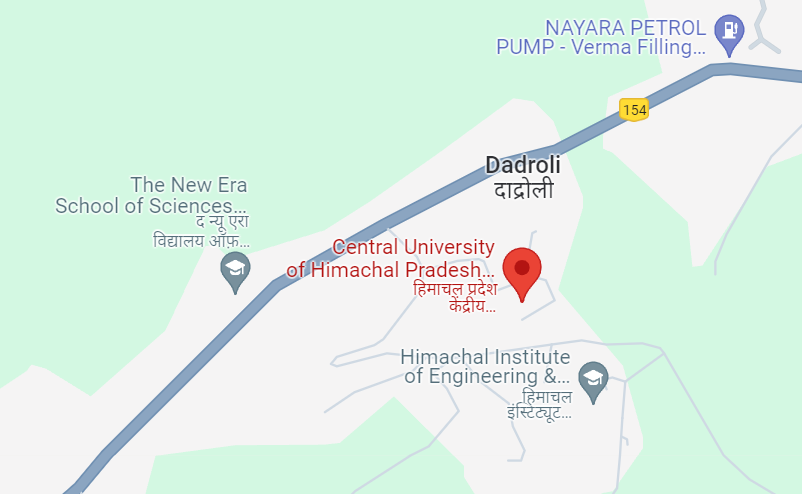 NAYARA PETROL
PUMP - Verma Filling...
154
Dadroli
दाद्रोली
The New Era
School of Sciences...
द न्यू एरा
विद्यालय ऑफ़...
Central University
of Himachal Pradesh...
हिमाचल प्रदेश
केंद्रीय...
Himachal Institute
of Engineering &...
हिमाचल
इंस्टिट्यूट...